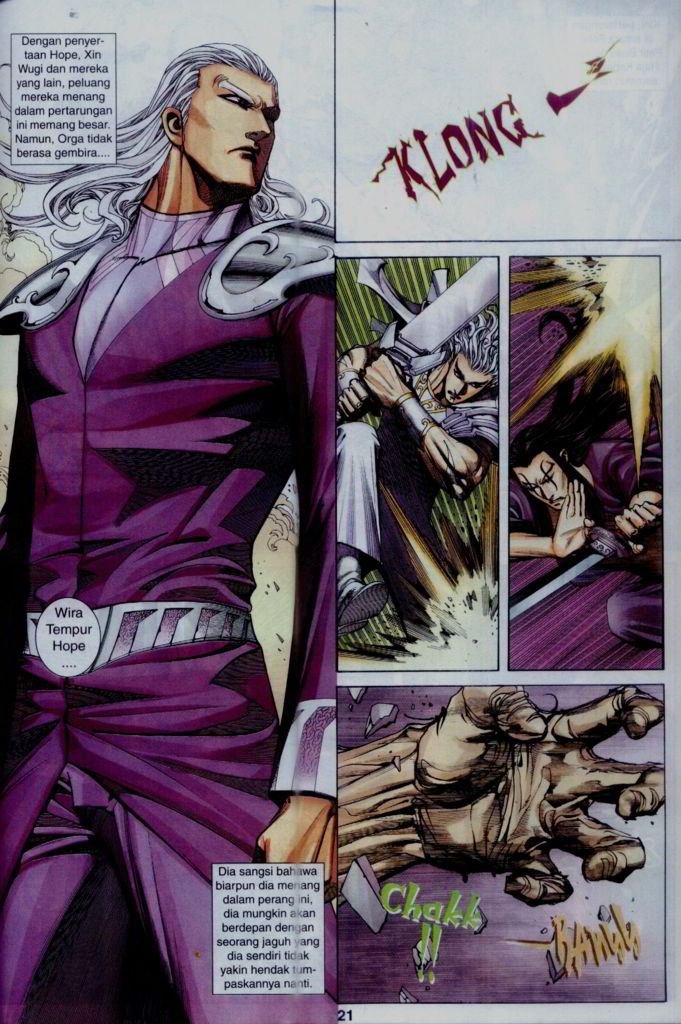 Dengan penyer-
taan Hope, Xin
Wugi dan mereka
yang lain, peluang
mereka menang
dalam pertarungan
ini memang besar.
Namun, Orga tidak
berasa gembira....
KLONG
Wira
Tempur
Hope
....
Dia sangsi bahawa
biarpun dia menang
dalam perang ini,
dia mungkin akan
berdepan dengan
seorang jaguh yang
dia sendiri tidak
yakin hendak tum-
paskannya nanti.
Chakk
!!
21